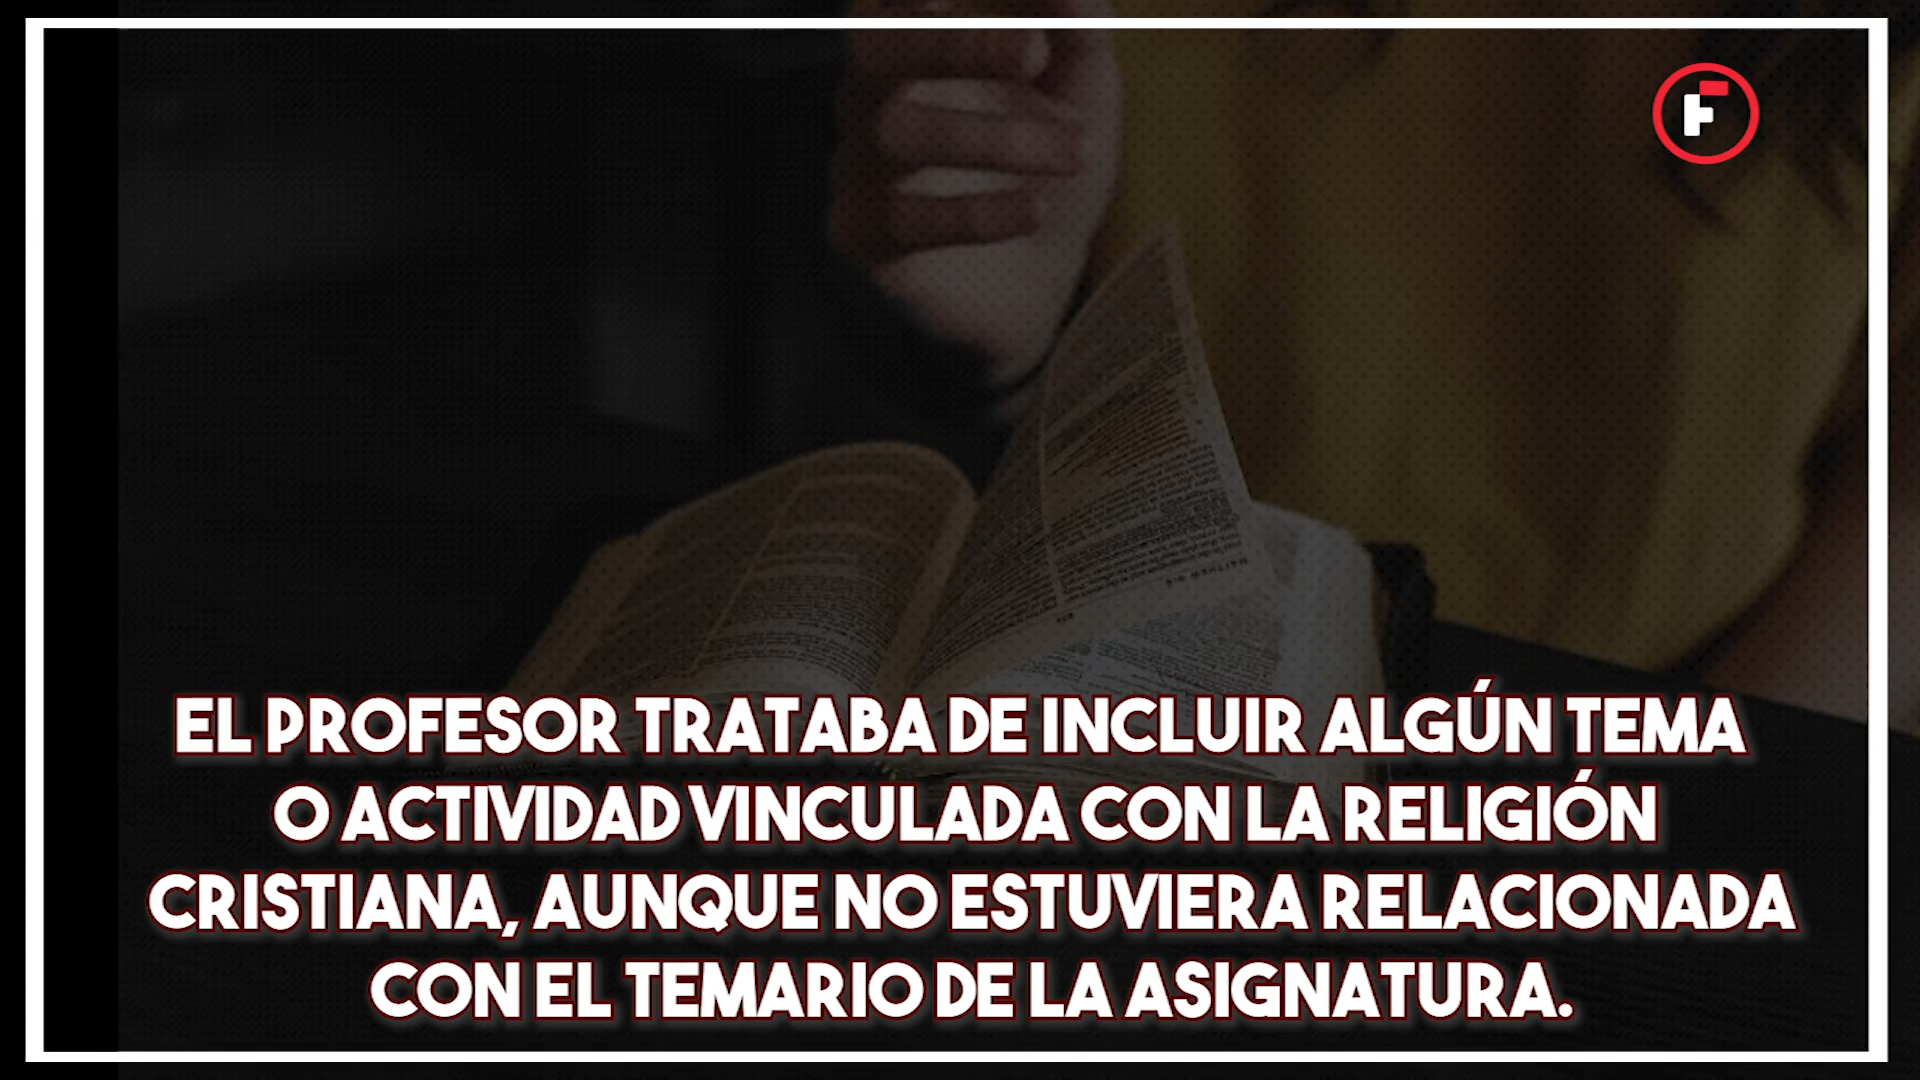 EL PROFESOR TRATABA DE INCLUIR ALGÚN TEMA
O ACTIVIDAD VINCULADA CON LA RELIGIÓN
CRISTIANA, AUNQUE NO ESTUVIERA RELACIONADA
CON EL TEMARIO DE LA ASIGNATURA.